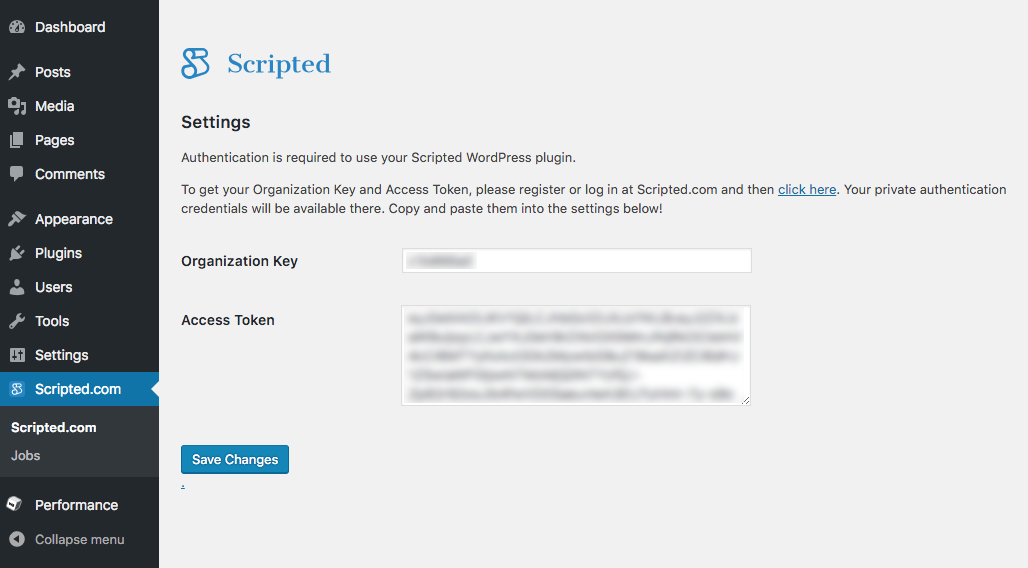 Dashboard
Posts
Media
Pages
Comments
Appearance
Plugins
Users
Tools
Settings
Scripted.com
Scripted.com
Jobs
Performance
Collapse menu
Scripted
Settings
Authentication is required to use your Scripted WordPress plugin.
To get your Organization Key and Access Token, please register or log in at Scripted.com and then click here. Your private authentication
credentials will be available there. Copy and paste them into the settings below!
Organization Key
Access Token
Save Changes
.